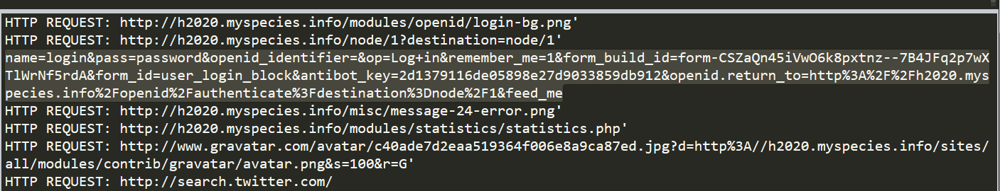 HTTP REQUEST: http://h2020.myspecies.info/modules/openid/login-bg.png'
HTTP REQUEST: http://h2020.myspecies.info/node/1?destination=node/1'
name=login&pass=password&openid_identifier=&op=Log+in&remember_me=1&form_build_id=form-CSZaQn45iVwO6k8pxtnz--7B4JFq2p7wX
TlWrNf5rdA&form_id=user_login_block&antibot_key=2d1379116de05898e27d9033859db912&openid.return_to=http%3A%2F%2Fh2020.mys
pecies.info%2Fopenid%2Fauthenticate%3Fdestination%3Dnode%2F1&feed_me
HTTP REQUEST: http://h2020.myspecies.info/misc/message-24-error.png'
HTTP REQUEST: http://h2020.myspecies.info/modules/statistics/statistics.php'
HTTP REQUEST: http://www.gravatar.com/avatar/c40ade7d2eaa519364f006e8a9ca87ed.jpg?d=http%3A//h2020.myspecies.info/sites/
all/modules/contrib/gravatar/avatar.png&s=100&r=G'
HTTP REQUEST: http://search.twitter.com/